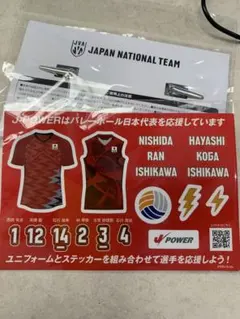 JVA
JAPAN NATIONAL TEAM
J-POWERはバレーボール日本代表を応援しています
NISHIDA
HAYASHI
RAN
KOGA
ISHIKAWA
ISHIKAWA
1
12
14
2
3
4
POWER
ユニフォームとステッカーを組み合わせて選手を応援しよう!